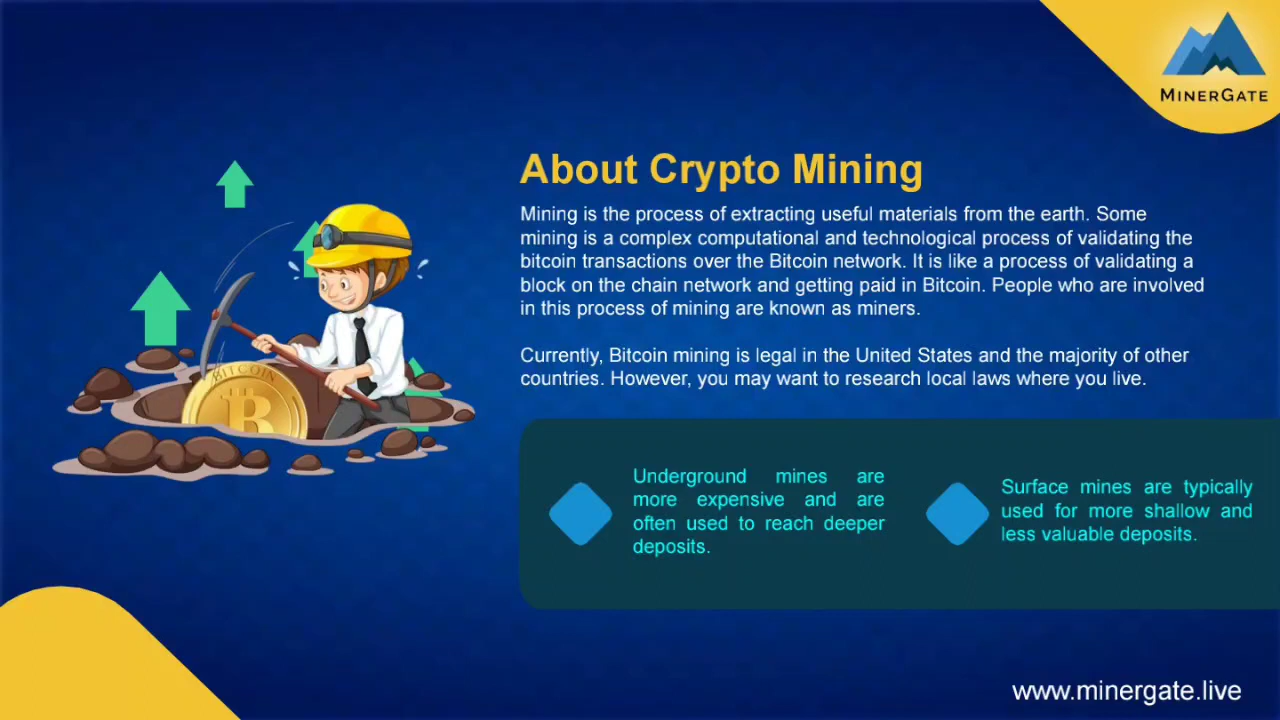 MINERGATE
About Crypto Mining
Mining is the process of extracting useful materials from the earth. Some
mining is a complex computational and technological process of validating the
bitcoin transactions over the Bitcoin network. It is like a process of validating a
block on the chain network and getting paid in Bitcoin. People who are involved
in this process of mining are known as miners.
Currently, Bitcoin mining is legal in the United States and the majority of other
countries. However, you may want to research local laws where you live.
BITCOIN
Underground mines are
more expensive and are
often used to reach deeper
deposits.
Surface mines are typically
used for more shallow and
less valuable deposits.
www.minergate.live